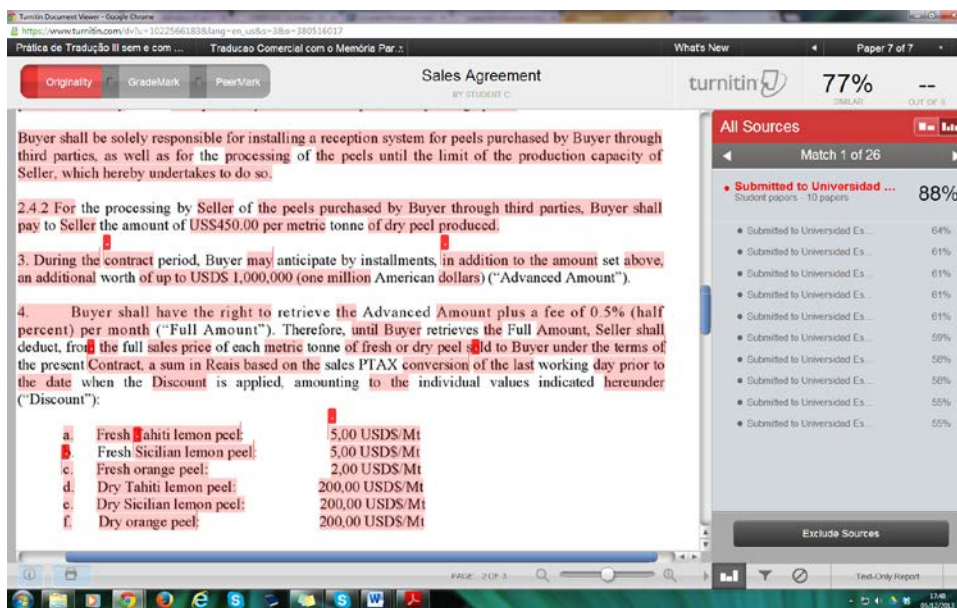 Turnitin Document Viewer - Google Chrome
https://www.turnitin.com/dv?u=1022566183&lang=en_us&s=3&o=380516017
Prática de Tradução III sem e com ... Traducao Comercial com o Memória Par... What's New Paper 7 of 7
Originality GradeMark PeerMark Sales Agreement turnitin 77% --
BY STUDENT C SIMILAR OUT OF 0
Buyer shall be solely responsible for installing a reception system for peels purchased by Buyer through
third parties, as well as for the processing of the peels until the limit of the production capacity of
Seller, which hereby undertakes to do so.
2.4.2 For the processing by Seller of the peels purchased by Buyer through third parties, Buyer shall
pay to Seller the amount of US$450.00 per metric tonne of dry peel produced.
3. During the contract period, Buyer may anticipate by installments, in addition to the amount set above,
an additional worth of up to USD$ 1,000,000 (one million American dollars) ("Advanced Amount").
4. Buyer shall have the right to retrieve the Advanced Amount plus a fee of 0.5% (half
percent) per month ("Full Amount"). Therefore, until Buyer retrieves the Full Amount, Seller shall
deduct, from the full sales price of each metric tonne of fresh or dry peel sold to Buyer under the terms of
the present Contract, a sum in Reais based on the sales PTAX conversion of the last working day prior to
the date when the Discount is applied, amounting to the individual values indicated hereunder
("Discount"):
a. Fresh Tahiti lemon peel: 5,00 USD$/Mt
b. Fresh Sicilian lemon peel: 5,00 USD$/Mt
c. Fresh orange peel: 2,00 USD$/Mt
d. Dry Tahiti lemon peel: 200,00 USD$/Mt
e. Dry Sicilian lemon peel: 200,00 USD$/Mt
f. Dry orange peel: 200,00 USD$/Mt
All Sources
Match 1 of 26
Submitted to Universidad ... 88%
Student papers - 10 papers
Submitted to Universidad Es... 64%
Submitted to Universidad Es... 61%
Submitted to Universidad Es... 61%
Submitted to Universidad Es... 61%
Submitted to Universidad Es... 61%
Submitted to Universidad Es... 59%
Submitted to Universidad Es... 58%
Submitted to Universidad Es... 58%
Submitted to Universidad Es... 55%
Submitted to Universidad Es... 55%
Exclude Sources
PAGE: 2 OF 3 Text-Only Report
17:48
05/12/2013